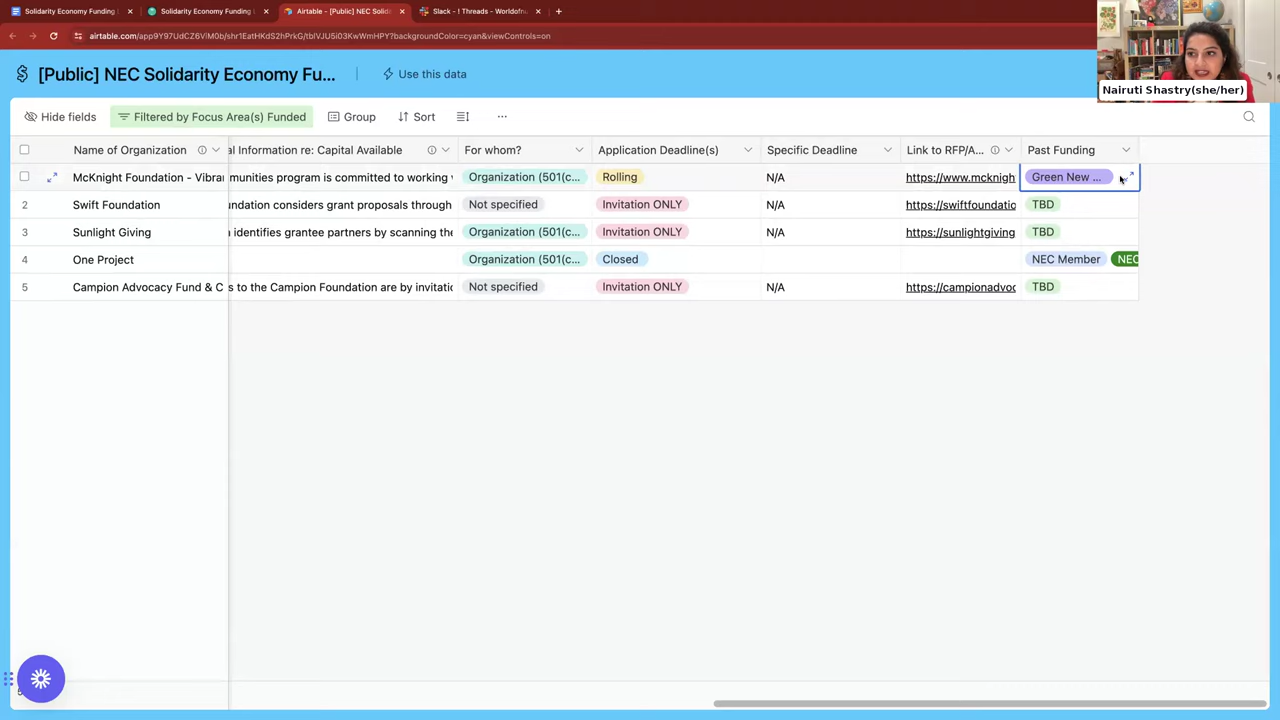 Solidarity Economy Funding L
Solidarity Economy Funding L
Airtable - [Public] NEC Solida
Slack - ! Threads - Worldofnu
airtable.com/app9Y97UdCZ6ViM0b/shr1EatHKdS2hPrkG/tblVJU5i03KwWmHPY?backgroundColor=cyan&viewControls=on
[Public] NEC Solidarity Economy Fu...
Use this data
Nairuti Shastry(she/her)
Hide fields
Filtered by Focus Area(s) Funded
Group
Sort
...
Name of Organization
al Information re: Capital Available
For whom?
Application Deadline(s)
Specific Deadline
Link to RFP/A...
Past Funding
McKnight Foundation - Vibra munities program is committed to working Organization (501(c... Rolling N/A https://www.mcknigh Green New ...
2 Swift Foundation undation considers grant proposals through Not specified Invitation ONLY N/A https://swiftfoundatio TBD
3 Sunlight Giving n identifies grantee partners by scanning the Organization (501(c... Invitation ONLY N/A https://sunlightgiving TBD
4 One Project Organization (501(c... Closed NEC Member NEC
5 Campion Advocacy Fund & C s to the Campion Foundation are by invitatio Not specified Invitation ONLY N/A https://campionadvoc TBD